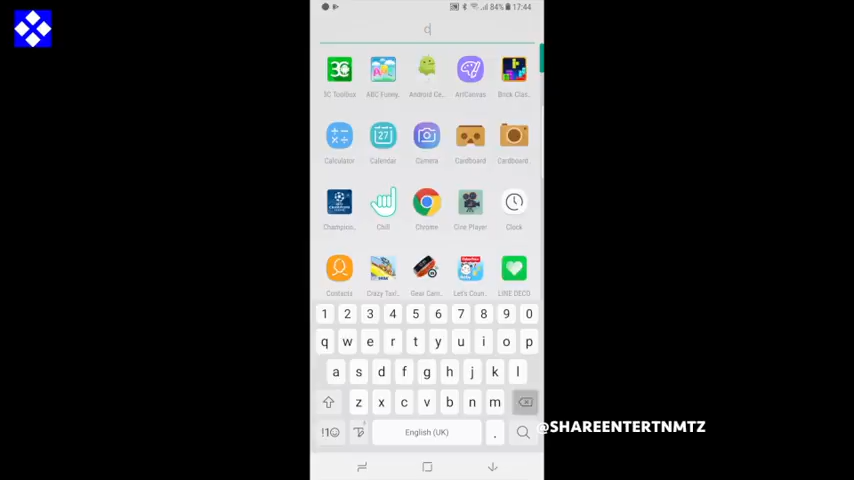 84% 17:44
c
3C Toolbox ABC Funny.. Android Ge.. ArtCanvas Brick Clas..
27
Calculator Calendar Camera Cardboard Cardboard
Champions.. Chill Chrome Cine Player Clock
Contacts Crazy Taxi.. Gear Cam.. Let's Coun.. LINE DECO
1 2 3 4 5 6 7 8 9 0
q w e r t y u i o p
a s d f g h j k l
z x c v b n m
!1☺ English (UK) .
@SHAREENTERTNMTZ